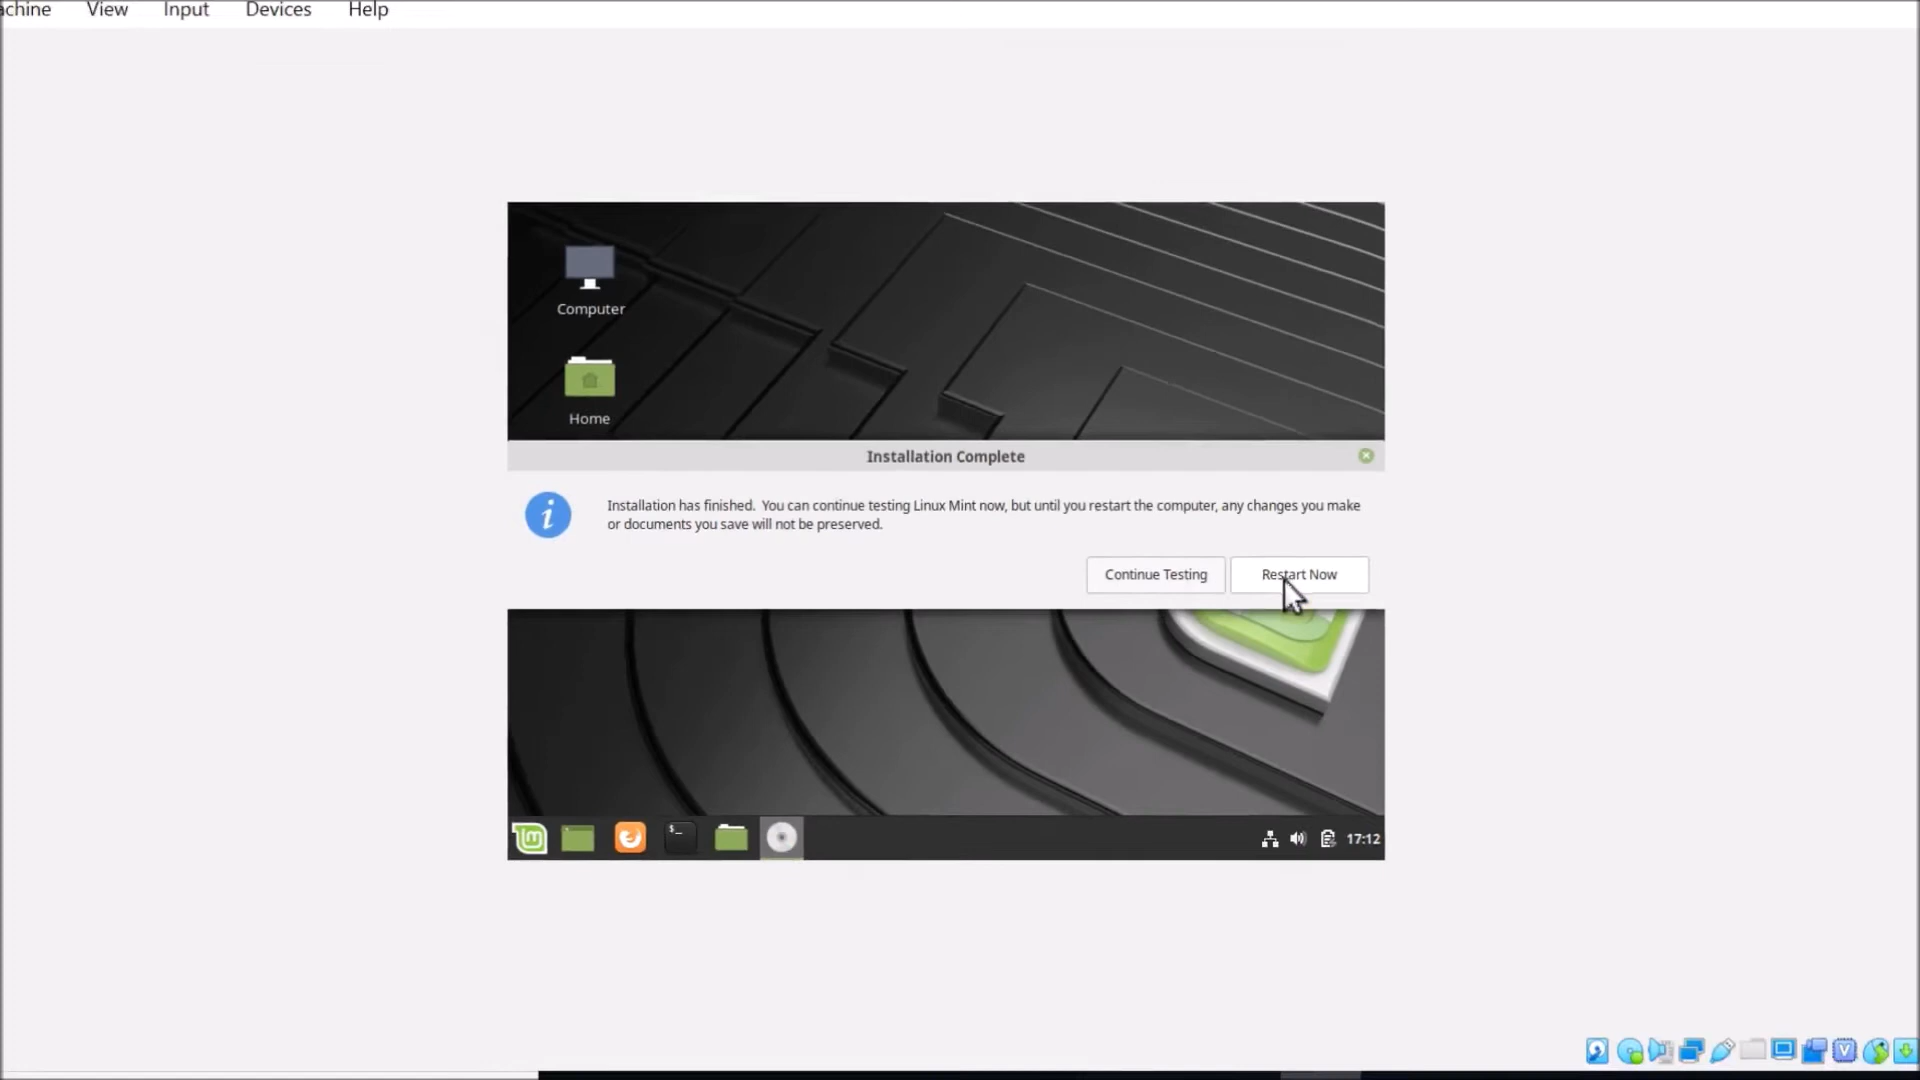 achine View Input Devices Help
Computer
Home
Installation Complete
Installation has finished. You can continue testing Linux Mint now, but until you restart the computer, any changes you make
or documents you save will not be preserved.
Continue Testing Restart Now
$_
17:12
V